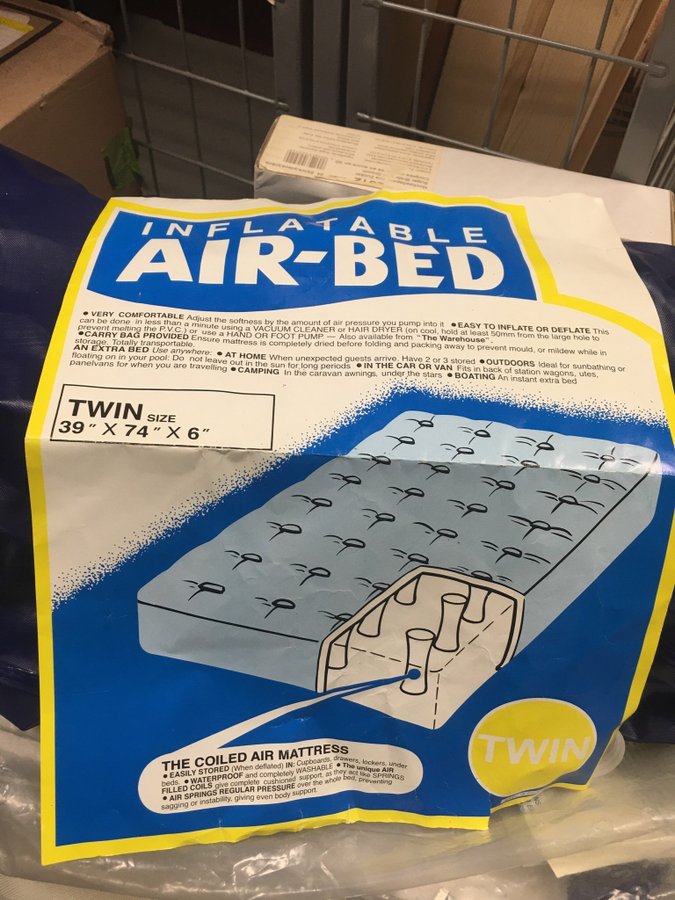 INFLATABLE
AIR-BED
● VERY COMFORTABLE Adjust the softness by the amount of air pressure you pump into it ● EASY TO INFLATE OR DEFLATE This
can be done in less than a minute using a VACUUM CLEANER or HAIR DRYER (on cool, hold at least 50mm from the large hole to
prevent melting the P.V.C.) or use a HAND OR FOOT PUMP — Also available from "The Warehouse".
● CARRY BAG PROVIDED Ensure mattress is completely dried before folding and packing away to prevent mould, or mildew while in
storage. Totally transportable.
AN EXTRA BED Use anywhere: ● AT HOME When unexpected guests arrive. Have 2 or 3 stored ● OUTDOORS Ideal for sunbathing or
floating on in your pool: Do not leave out in the sun for long periods ● IN THE CAR OR VAN Fits in back of station wagons, utes,
panelvans for when you are travelling ● CAMPING In the caravan awnings, under the stars ● BOATING An instant extra bed
TWIN SIZE
39" X 74" X 6"
THE COILED AIR MATTRESS
● EASILY STORED (When deflated) IN: Cupboards, drawers, lockers, under
beds. ● WATERPROOF and completely WASHABLE ● The unique AIR
FILLED COILS give complete cushioned support, as they act like SPRINGS
● AIR SPRINGS REGULAR PRESSURE over the whole bed, preventing
sagging or instability, giving even body support.
TWIN